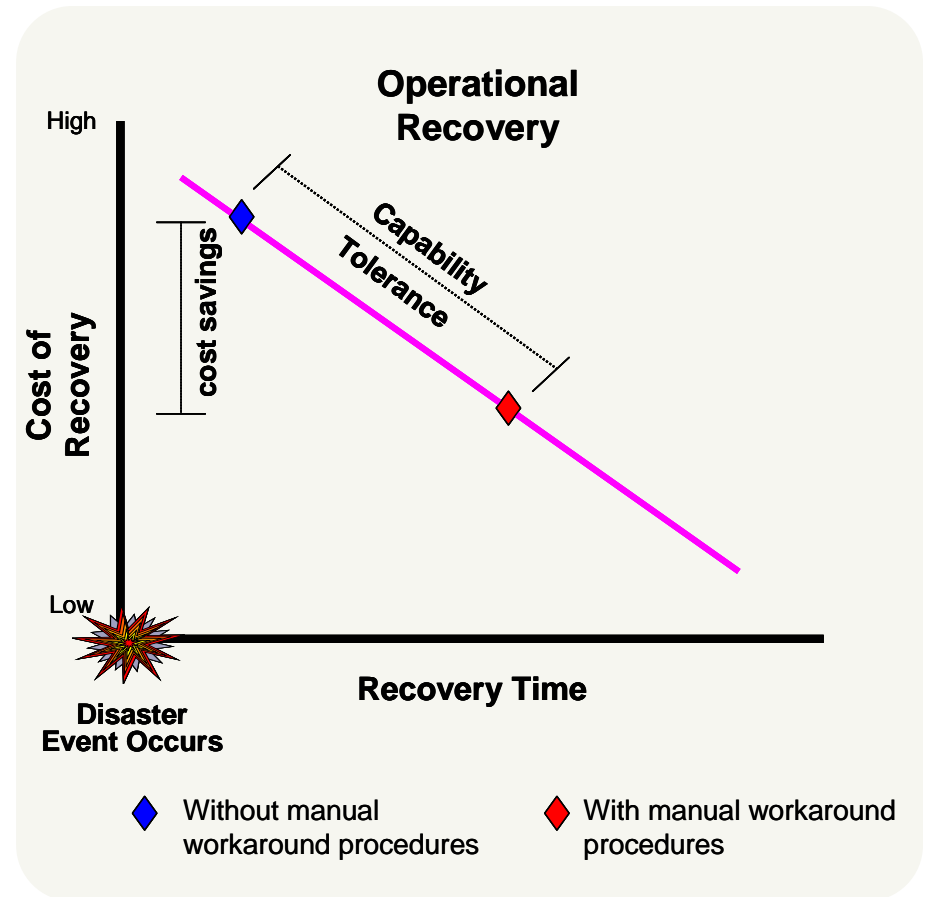 Operational
Recovery
High
Capability
Tolerance
cost savings
Cost of
Recovery
Low
Recovery Time
Disaster
Event Occurs
Without manual
workaround procedures
With manual workaround
procedures